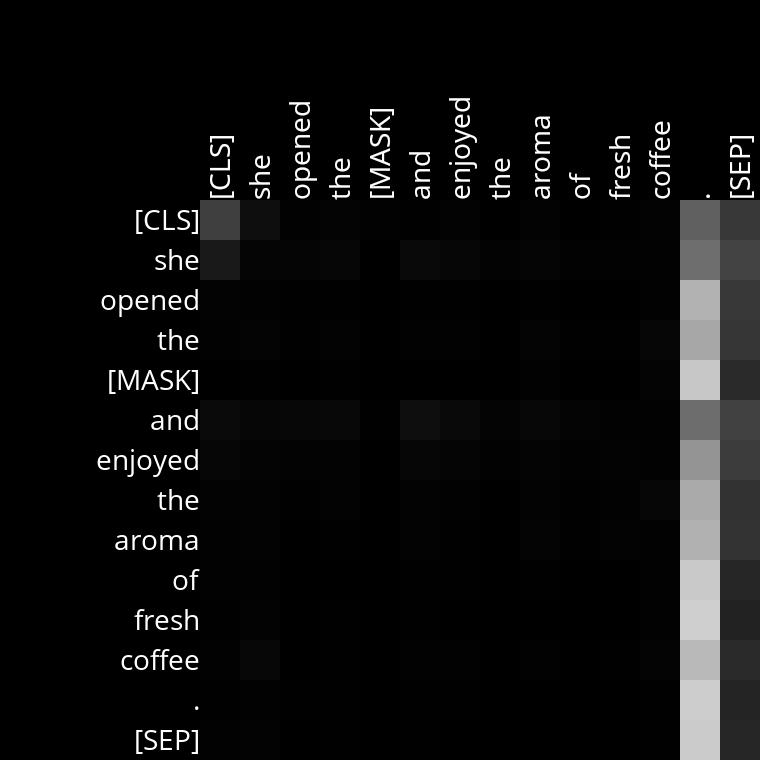 [CLS] she opened the [MASK] and enjoyed the aroma of fresh coffee . [SEP]
[CLS]
she
opened
the
[MASK]
and
enjoyed
the
aroma
of
fresh
coffee
.
[SEP]